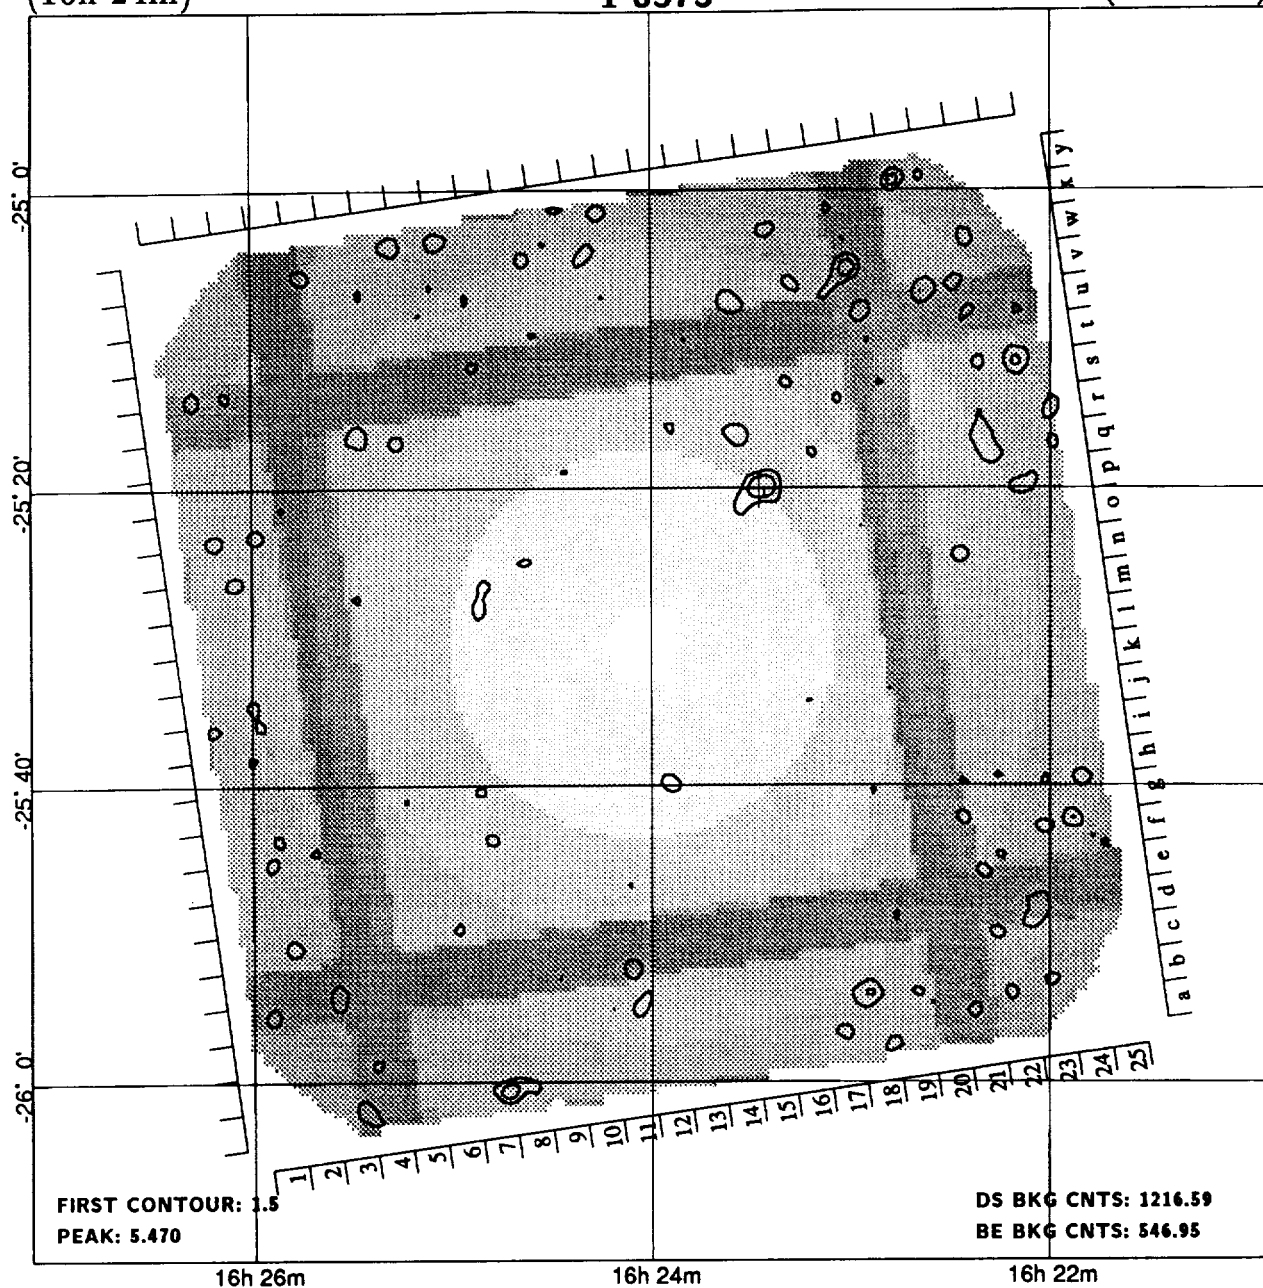 -25° 0'
-25° 20'
-25° 40'
-26° 0'
y
x
w
v
u
t
s
r
q
p
o
n
m
l
k
j
i
h
g
f
e
d
c
b
a
1 2 3 4 5 6 7 8 9 10 11 12 13 14 15 16 17 18 19 20 21 22 23 24 25
FIRST CONTOUR: 1.5
PEAK: 5.470
DS BKG CNTS: 1216.59
BE BKG CNTS: 546.95
16h 26m 16h 24m 16h 22m